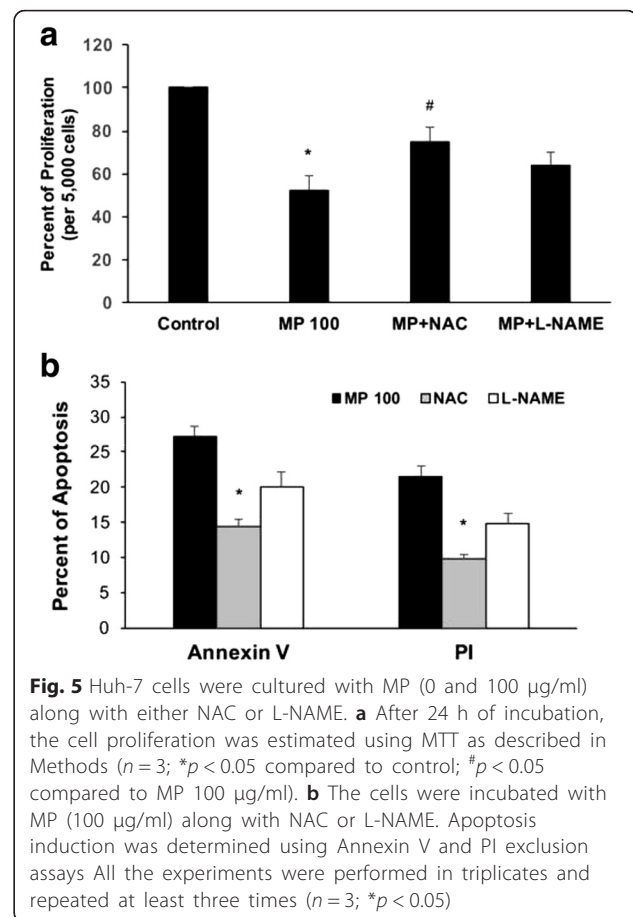 a
120
100
80
60
40
20
0
Percent of Proliferation
(per 5,000 cells)
*
#
Control MP 100 MP+NAC MP+L-NAME
b
35
30
25
20
15
10
5
0
Percent of Apoptosis
MP 100 NAC L-NAME
*
*
Annexin V PI
Fig. 5 Huh-7 cells were cultured with MP (0 and 100 μg/ml)
along with either NAC or L-NAME. a After 24 h of incubation,
the cell proliferation was estimated using MTT as described in
Methods (n = 3; *p < 0.05 compared to control; #p < 0.05
compared to MP 100 μg/ml). b The cells were incubated with
MP (100 μg/ml) along with NAC or L-NAME. Apoptosis
induction was determined using Annexin V and PI exclusion
assays All the experiments were performed in triplicates and
repeated at least three times (n = 3; *p < 0.05)